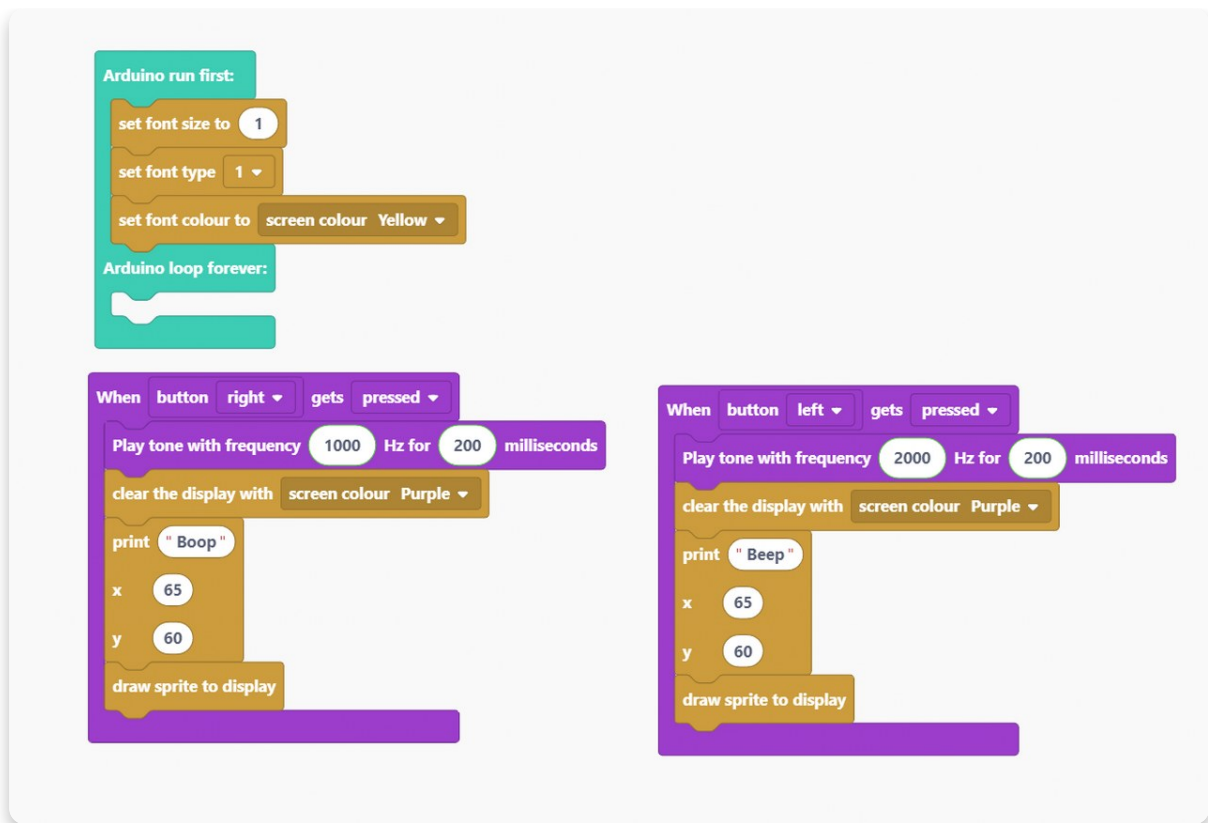 Arduino run first:
set font size to 1
set font type 1
set font colour to screen colour Yellow
Arduino loop forever:
When button right gets pressed
Play tone with frequency 1000 Hz for 200 milliseconds
clear the display with screen colour Purple
print " Boop "
x 65
y 60
draw sprite to display
When button left gets pressed
Play tone with frequency 2000 Hz for 200 milliseconds
clear the display with screen colour Purple
print " Beep "
x 65
y 60
draw sprite to display